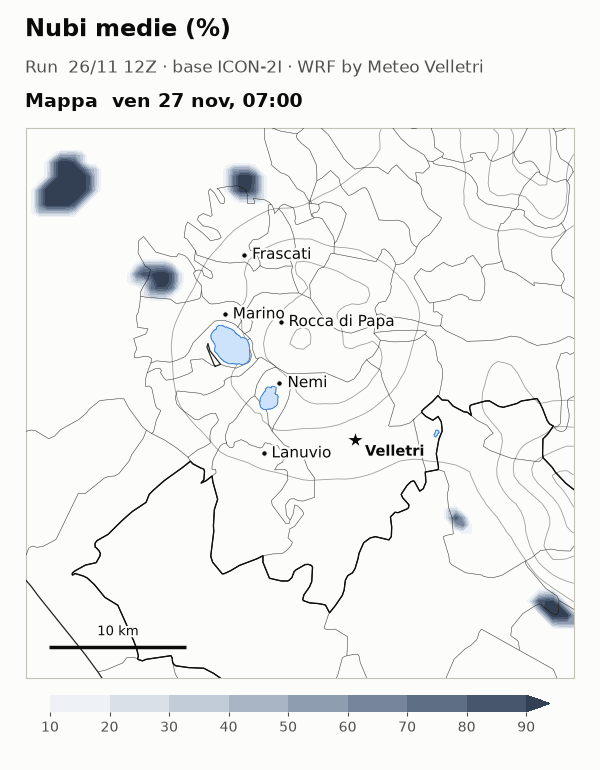 Nubi medie (%)
Run  26/11 12Z · base ICON-2I · WRF by Meteo Velletri
Mappa  ven 27 nov, 07:00
Frascati
Marino
Rocca di Papa
Nemi
Velletri
Lanuvio
10 km
10 20 30 40 50 60 70 80 90